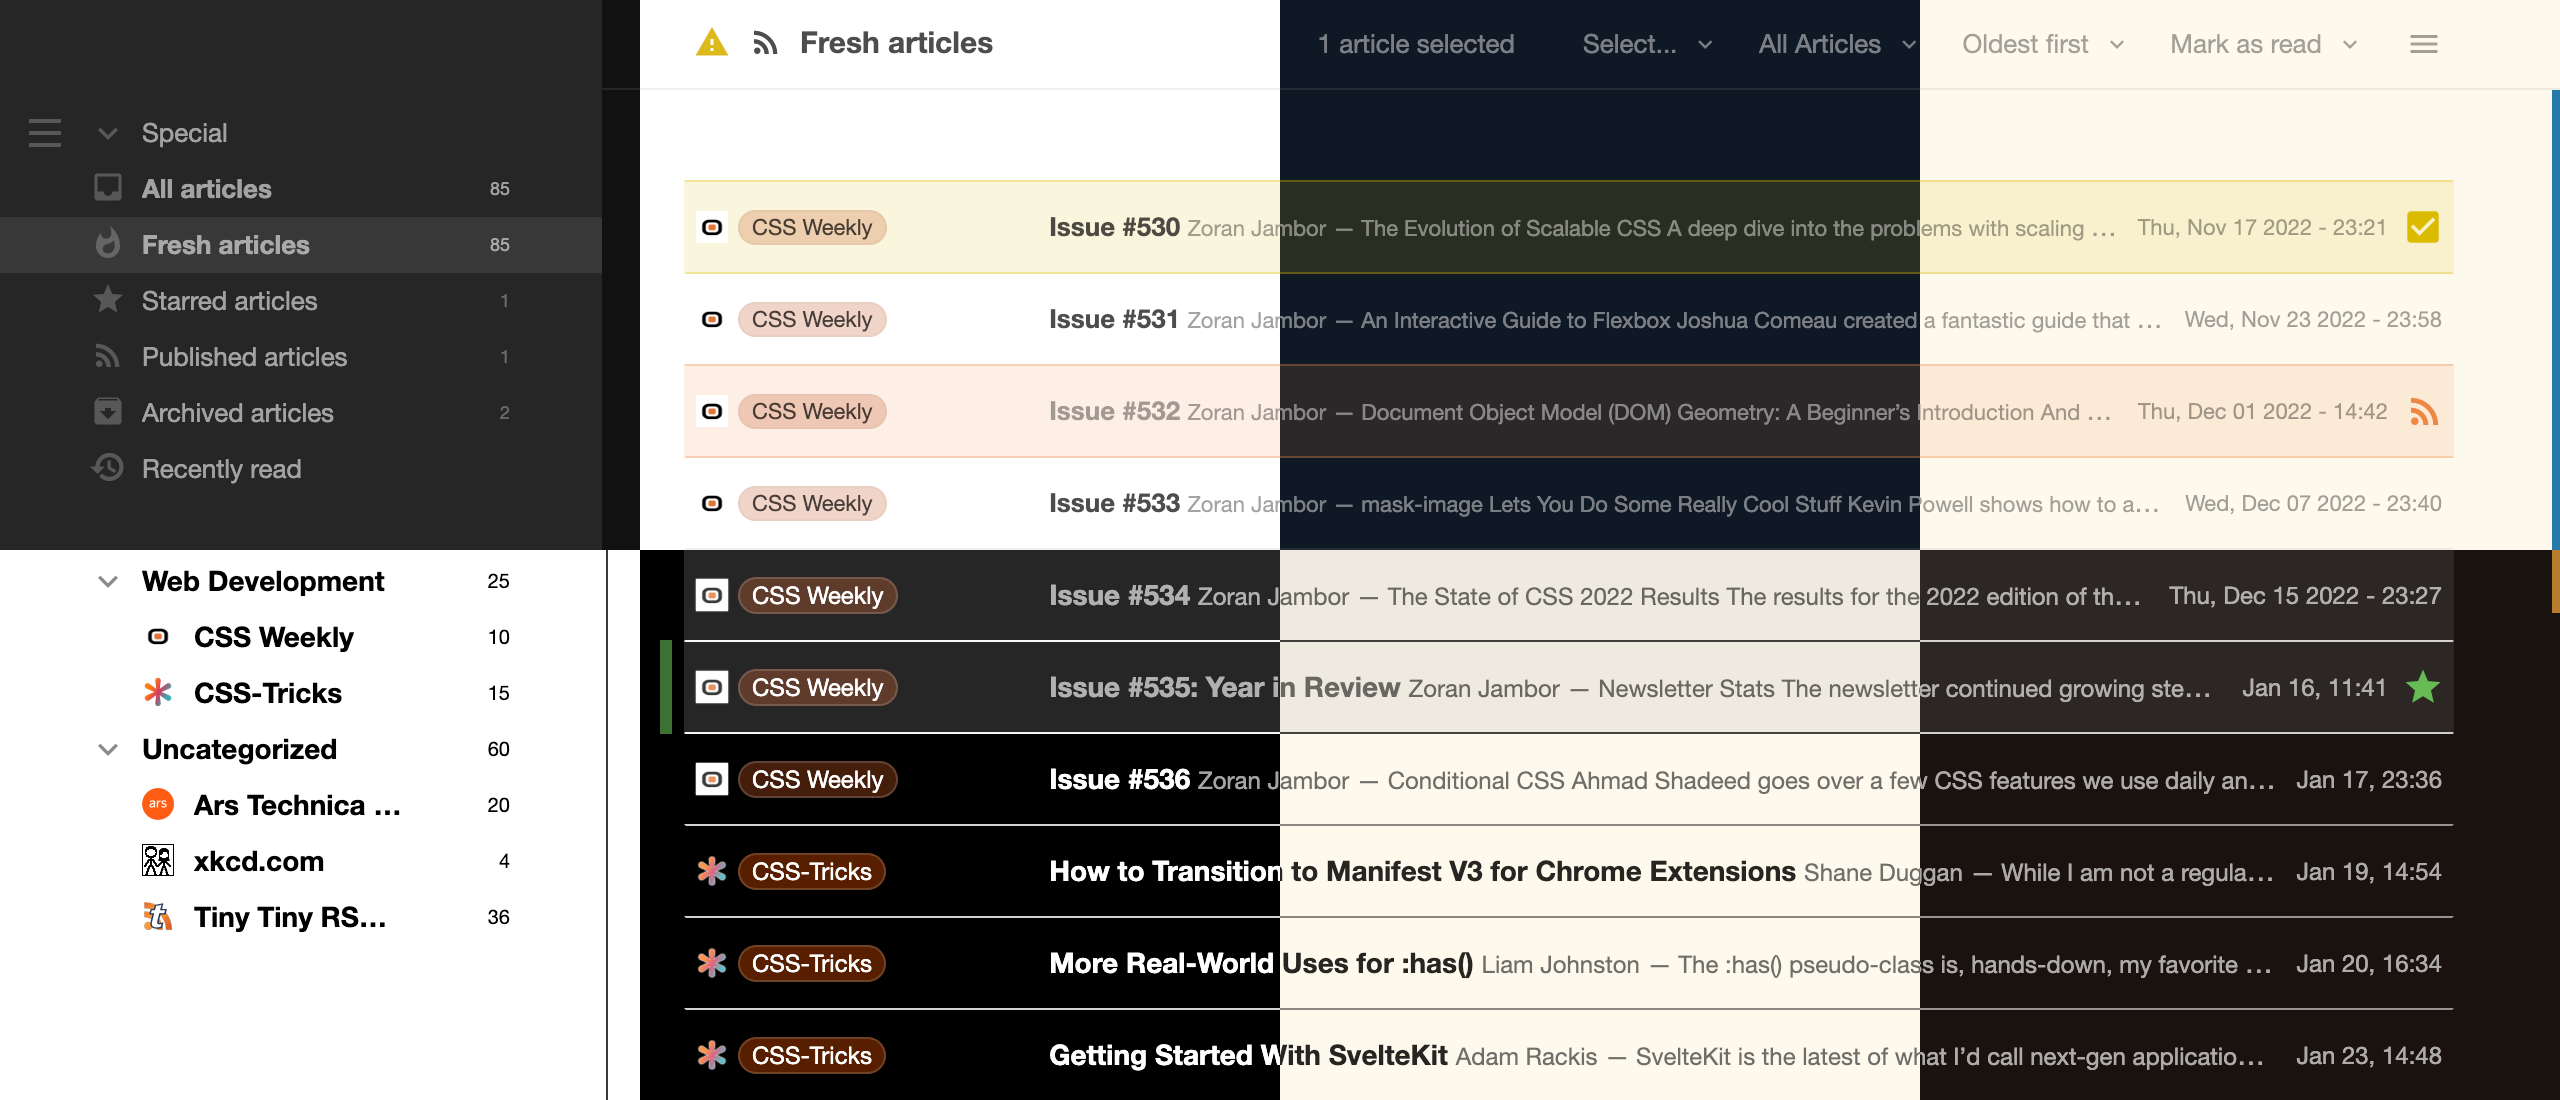 Fresh articles 1 article selected Select... All Articles Oldest first Mark as read
Special
All articles 85
Fresh articles 85
Starred articles 1
Published articles 1
Archived articles 2
Recently read
Web Development 25
CSS Weekly 10
CSS-Tricks 15
Uncategorized 60
ars Ars Technica … 20
xkcd.com 4
Tiny Tiny RS… 36
CSS Weekly Issue #530 Zoran Jambor — The Evolution of Scalable CSS A deep dive into the problems with scaling … Thu, Nov 17 2022 - 23:21
CSS Weekly Issue #531 Zoran Jambor — An Interactive Guide to Flexbox Joshua Comeau created a fantastic guide that … Wed, Nov 23 2022 - 23:58
CSS Weekly Issue #532 Zoran Jambor — Document Object Model (DOM) Geometry: A Beginner’s Introduction And … Thu, Dec 01 2022 - 14:42
CSS Weekly Issue #533 Zoran Jambor — mask-image Lets You Do Some Really Cool Stuff Kevin Powell shows how to a… Wed, Dec 07 2022 - 23:40
CSS Weekly Issue #534 Zoran Jambor — The State of CSS 2022 Results The results for the 2022 edition of th… Thu, Dec 15 2022 - 23:27
CSS Weekly Issue #535: Year in Review Zoran Jambor — Newsletter Stats The newsletter continued growing ste… Jan 16, 11:41
CSS Weekly Issue #536 Zoran Jambor — Conditional CSS Ahmad Shadeed goes over a few CSS features we use daily an… Jan 17, 23:36
CSS-Tricks How to Transition to Manifest V3 for Chrome Extensions Shane Duggan — While I am not a regula… Jan 19, 14:54
CSS-Tricks More Real-World Uses for :has() Liam Johnston — The :has() pseudo-class is, hands-down, my favorite … Jan 20, 16:34
CSS-Tricks Getting Started With SvelteKit Adam Rackis — SvelteKit is the latest of what I’d call next-gen applicatio… Jan 23, 14:48